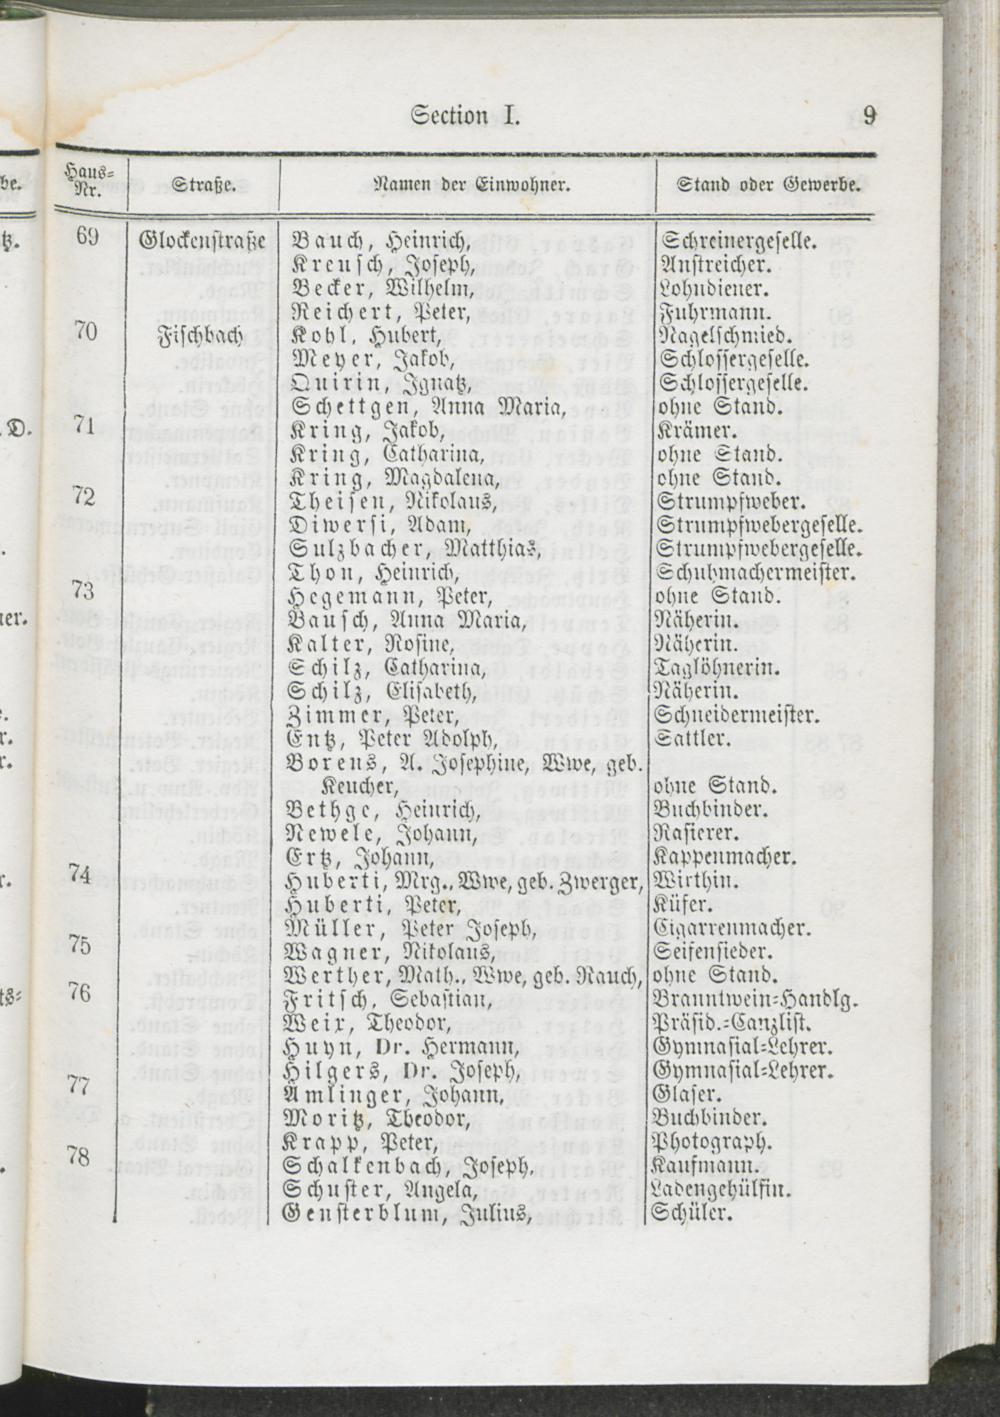 Section I. 9
Haus-Nr. Straße. Namen der Einwohner. Stand oder Gewerbe.
69 Glockenstraße Bauch, Heinrich, Schreinergeselle.
Kreusch, Joseph, Anstreicher.
Becker, Wilhelm, Lohndiener.
Reichert, Peter, Fuhrmann.
70 Fischbach Kohl, Hubert, Nagelschmied.
Meyer, Jakob, Schlossergeselle.
Quirin, Ignatz, Schlossergeselle.
Schettgen, Anna Maria, ohne Stand.
71 Kring, Jakob, Krämer.
Kring, Catharina, ohne Stand.
Kring, Magdalena, ohne Stand.
72 Theisen, Nikolaus, Strumpfweber.
Diwersi, Adam, Strumpfwebergeselle.
Sulzbacher, Matthias, Strumpfwebergeselle.
Thon, Heinrich, Schuhmachermeister.
73 Hegemann, Peter, ohne Stand.
Bausch, Anna Maria, Näherin.
Kalter, Rosine, Näherin.
Schilz, Catharina, Taglöhnerin.
Schilz, Elisabeth, Näherin.
Zimmer, Peter, Schneidermeister.
Entz, Peter Adolph, Sattler.
Borens, A. Josephine, Wwe, geb.
Keucher, ohne Stand.
Bethge, Heinrich, Buchbinder.
Newele, Johann, Rasierer.
Ertz, Johann, Kappenmacher.
74 Huberti, Mrg., Wwe, geb. Zwerger, Wirthin.
Huberti, Peter, Küfer.
Müller, Peter Joseph, Cigarrenmacher.
75 Wagner, Nikolaus, Seifensieder.
Werther, Math., Wwe, geb. Rauch, ohne Stand.
76 Fritsch, Sebastian, Branntwein-Handlg.
Weix, Theodor, Präsid.-Canzlist.
Huyn, Dr. Hermann, Gymnasial-Lehrer.
Hilgers, Dr. Joseph, Gymnasial-Lehrer.
77 Amlinger, Johann, Glaser.
Moritz, Theodor, Buchbinder.
Krapp, Peter, Photograph.
78 Schalkenbach, Joseph, Kaufmann.
Schuster, Angela, Ladengehülfin.
Gensterblum, Julius, Schüler.